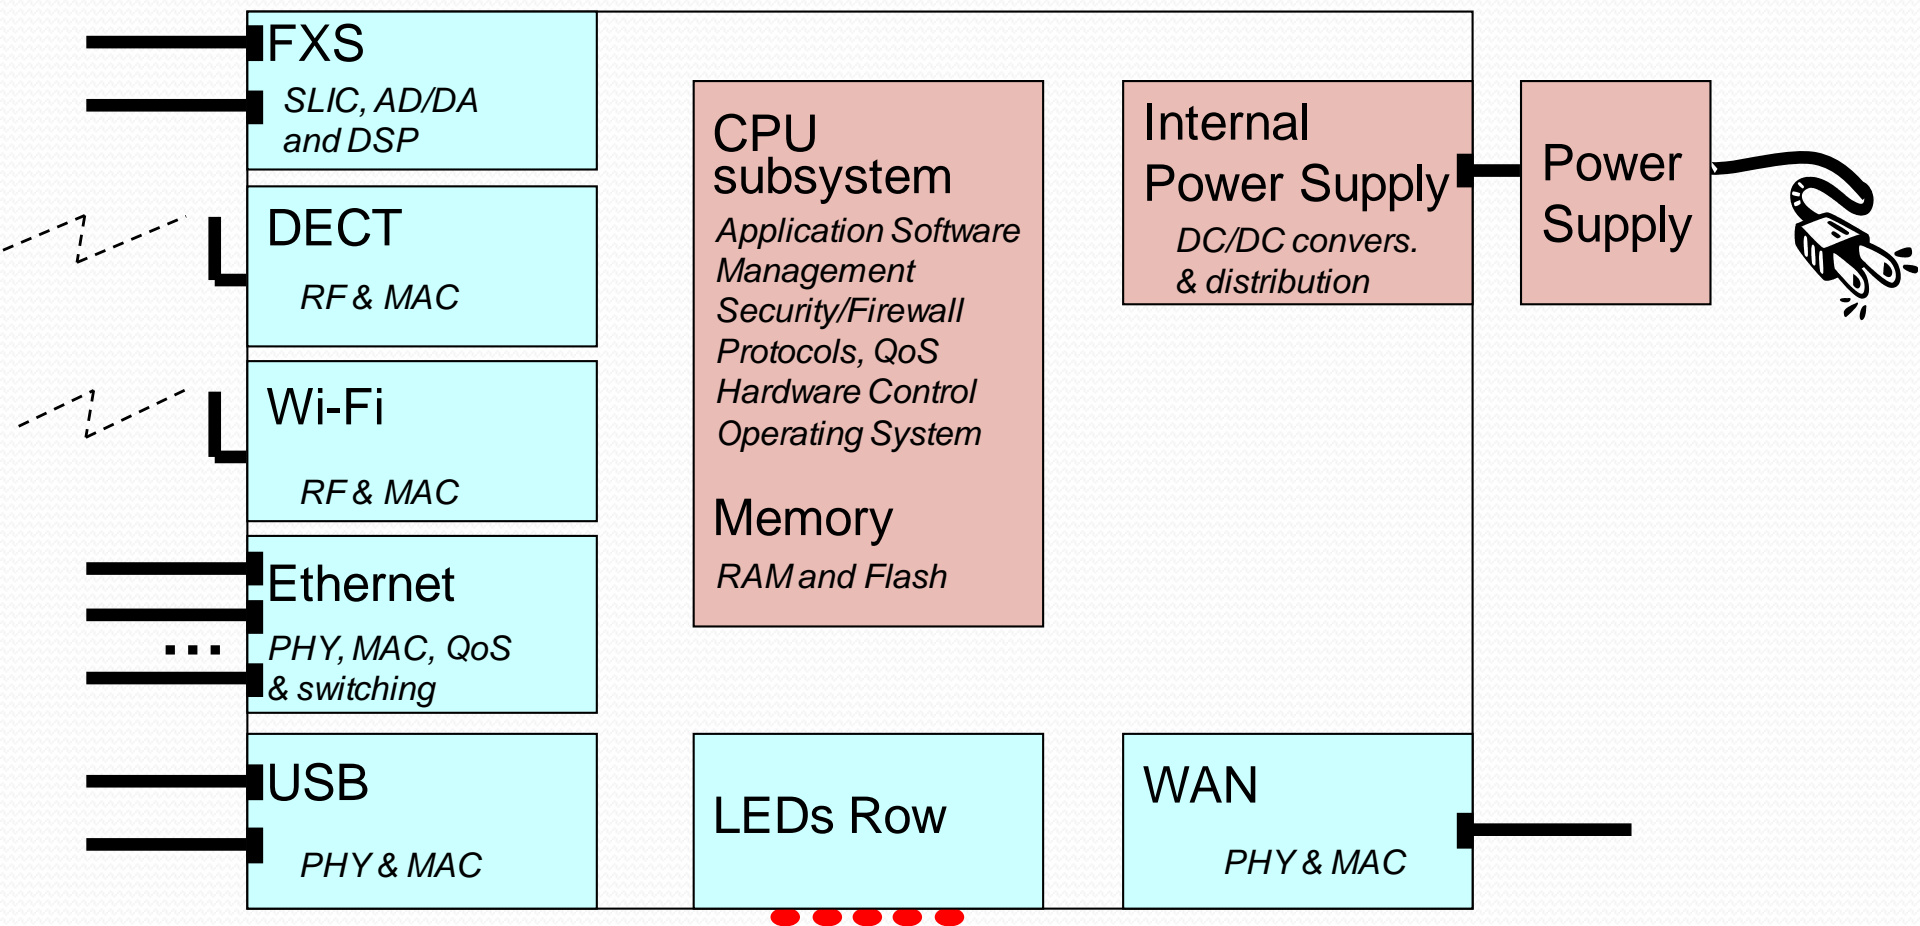 FXS
SLIC, AD/DA
and DSP
DECT
RF & MAC
Wi-Fi
RF & MAC
Ethernet
PHY, MAC, QoS
& switching
USB
PHY & MAC
CPU
subsystem
Application Software
Management
Security/Firewall
Protocols, QoS
Hardware Control
Operating System
Memory
RAM and Flash
LEDs Row
Internal
Power Supply
DC/DC convers.
& distribution
Power
Supply
WAN
PHY & MAC